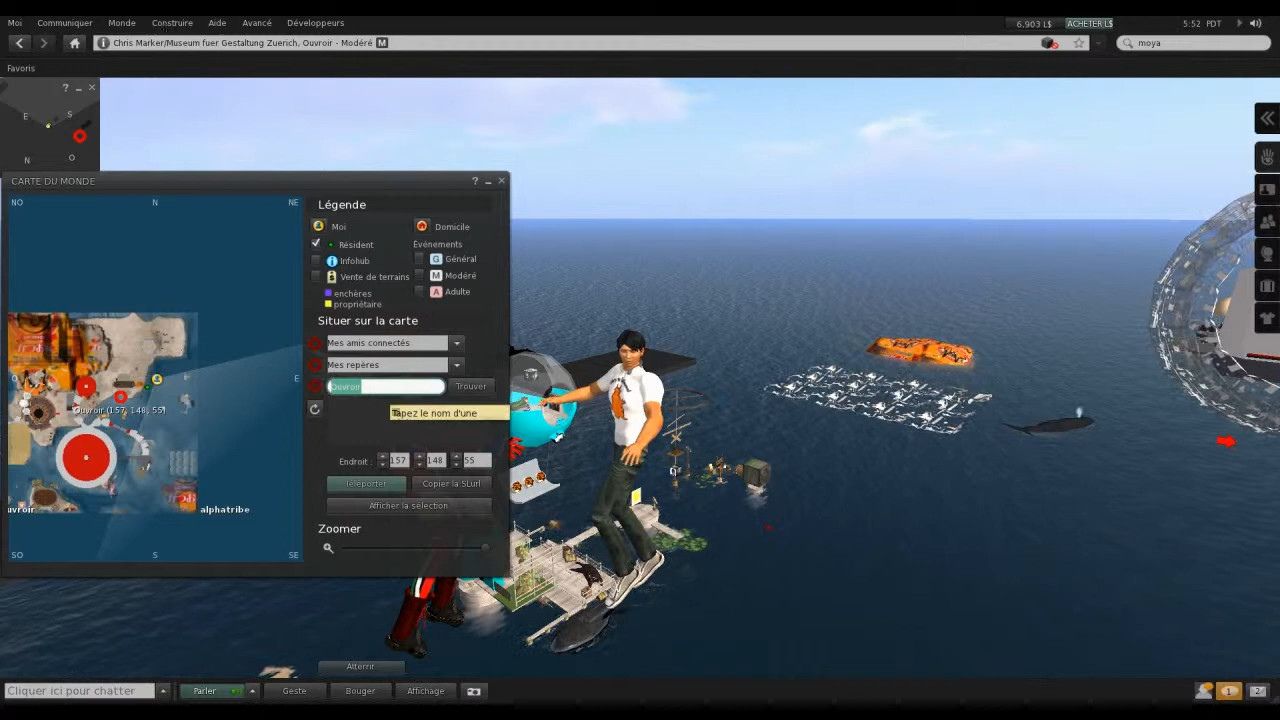 Moi Communiquer Monde Construire Aide Avancé Développeurs 6,903 L$ ACHETER L$ 5:52 PDT
Chris Marker/Museum fuer Gestaltung Zuerich, Ouvroir - Modéré M moya
Favoris
? _ ×
E S
N O
CARTE DU MONDE ? _ ×
NO N NE
Légende
Moi Domicile
Résident Événements
Infohub G Général
Vente de terrains M Modéré
enchères A Adulte
propriétaire
Situer sur la carte
Mes amis connectés
Mes repères
E
Ouvroir Trouver
Ouvroir (157, 148, 55)
Tapez le nom d'une
Endroit : 157 148 55
Téléporter Copier la SLurl
Afficher la sélection
uvroir alphatribe
Zoomer
SO S SE
Atterrir
Cliquer ici pour chatter Parler Geste Bouger Affichage 1 2